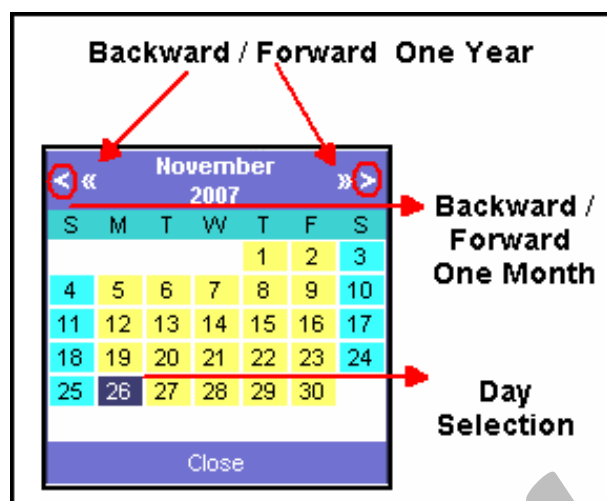 Backward / Forward One Year
< « November » >
2007
S M T W T F S
1 2 3
4 5 6 7 8 9 10
11 12 13 14 15 16 17
18 19 20 21 22 23 24
25 26 27 28 29 30
Close
Backward /
Forward
One Month
Day
Selection